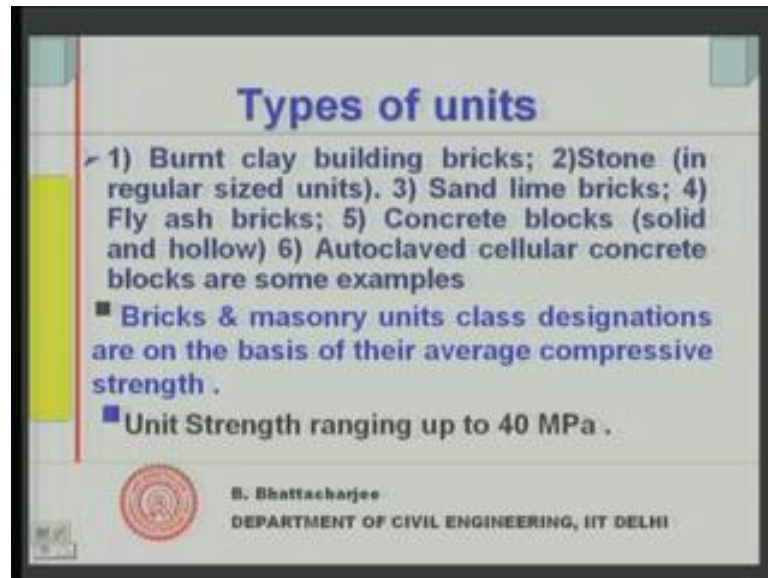 Types of units
1) Burnt clay building bricks; 2)Stone (in
regular sized units). 3) Sand lime bricks; 4)
Fly ash bricks; 5) Concrete blocks (solid
and hollow) 6) Autoclaved cellular concrete
blocks are some examples
Bricks & masonry units class designations
are on the basis of their average compressive
strength .
Unit Strength ranging up to 40 MPa .
B. Bhattacharjee
DEPARTMENT OF CIVIL ENGINEERING, IIT DELHI